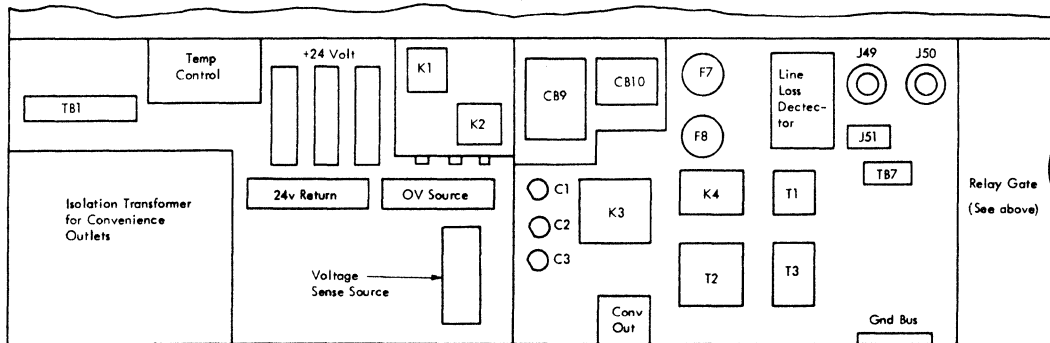 Temp
Control
+24 Volt
TB1
K1
K2
CB9
CB10
F7
F8
Line
Loss
Dectec-
tor
J49
J50
J51
TB7
Isolation Transformer
for Convenience
Outlets
24v Return
OV Source
C1
C2
C3
K3
K4
T1
T2
T3
Relay Gate
(See above)
Voltage
Sense Source
Conv
Out
Gnd Bus